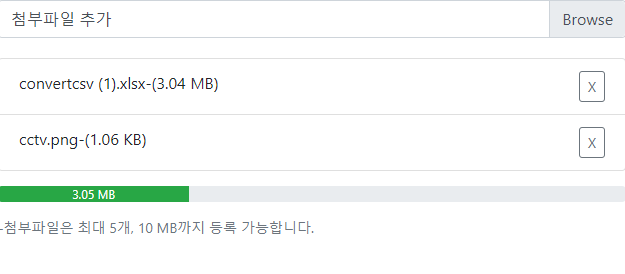 첨부파일 추가 Browse
convertcsv (1).xlsx-(3.04 MB) X
cctv.png-(1.06 KB) X
3.05 MB
-첨부파일은 최대 5개, 10 MB까지 등록 가능합니다.